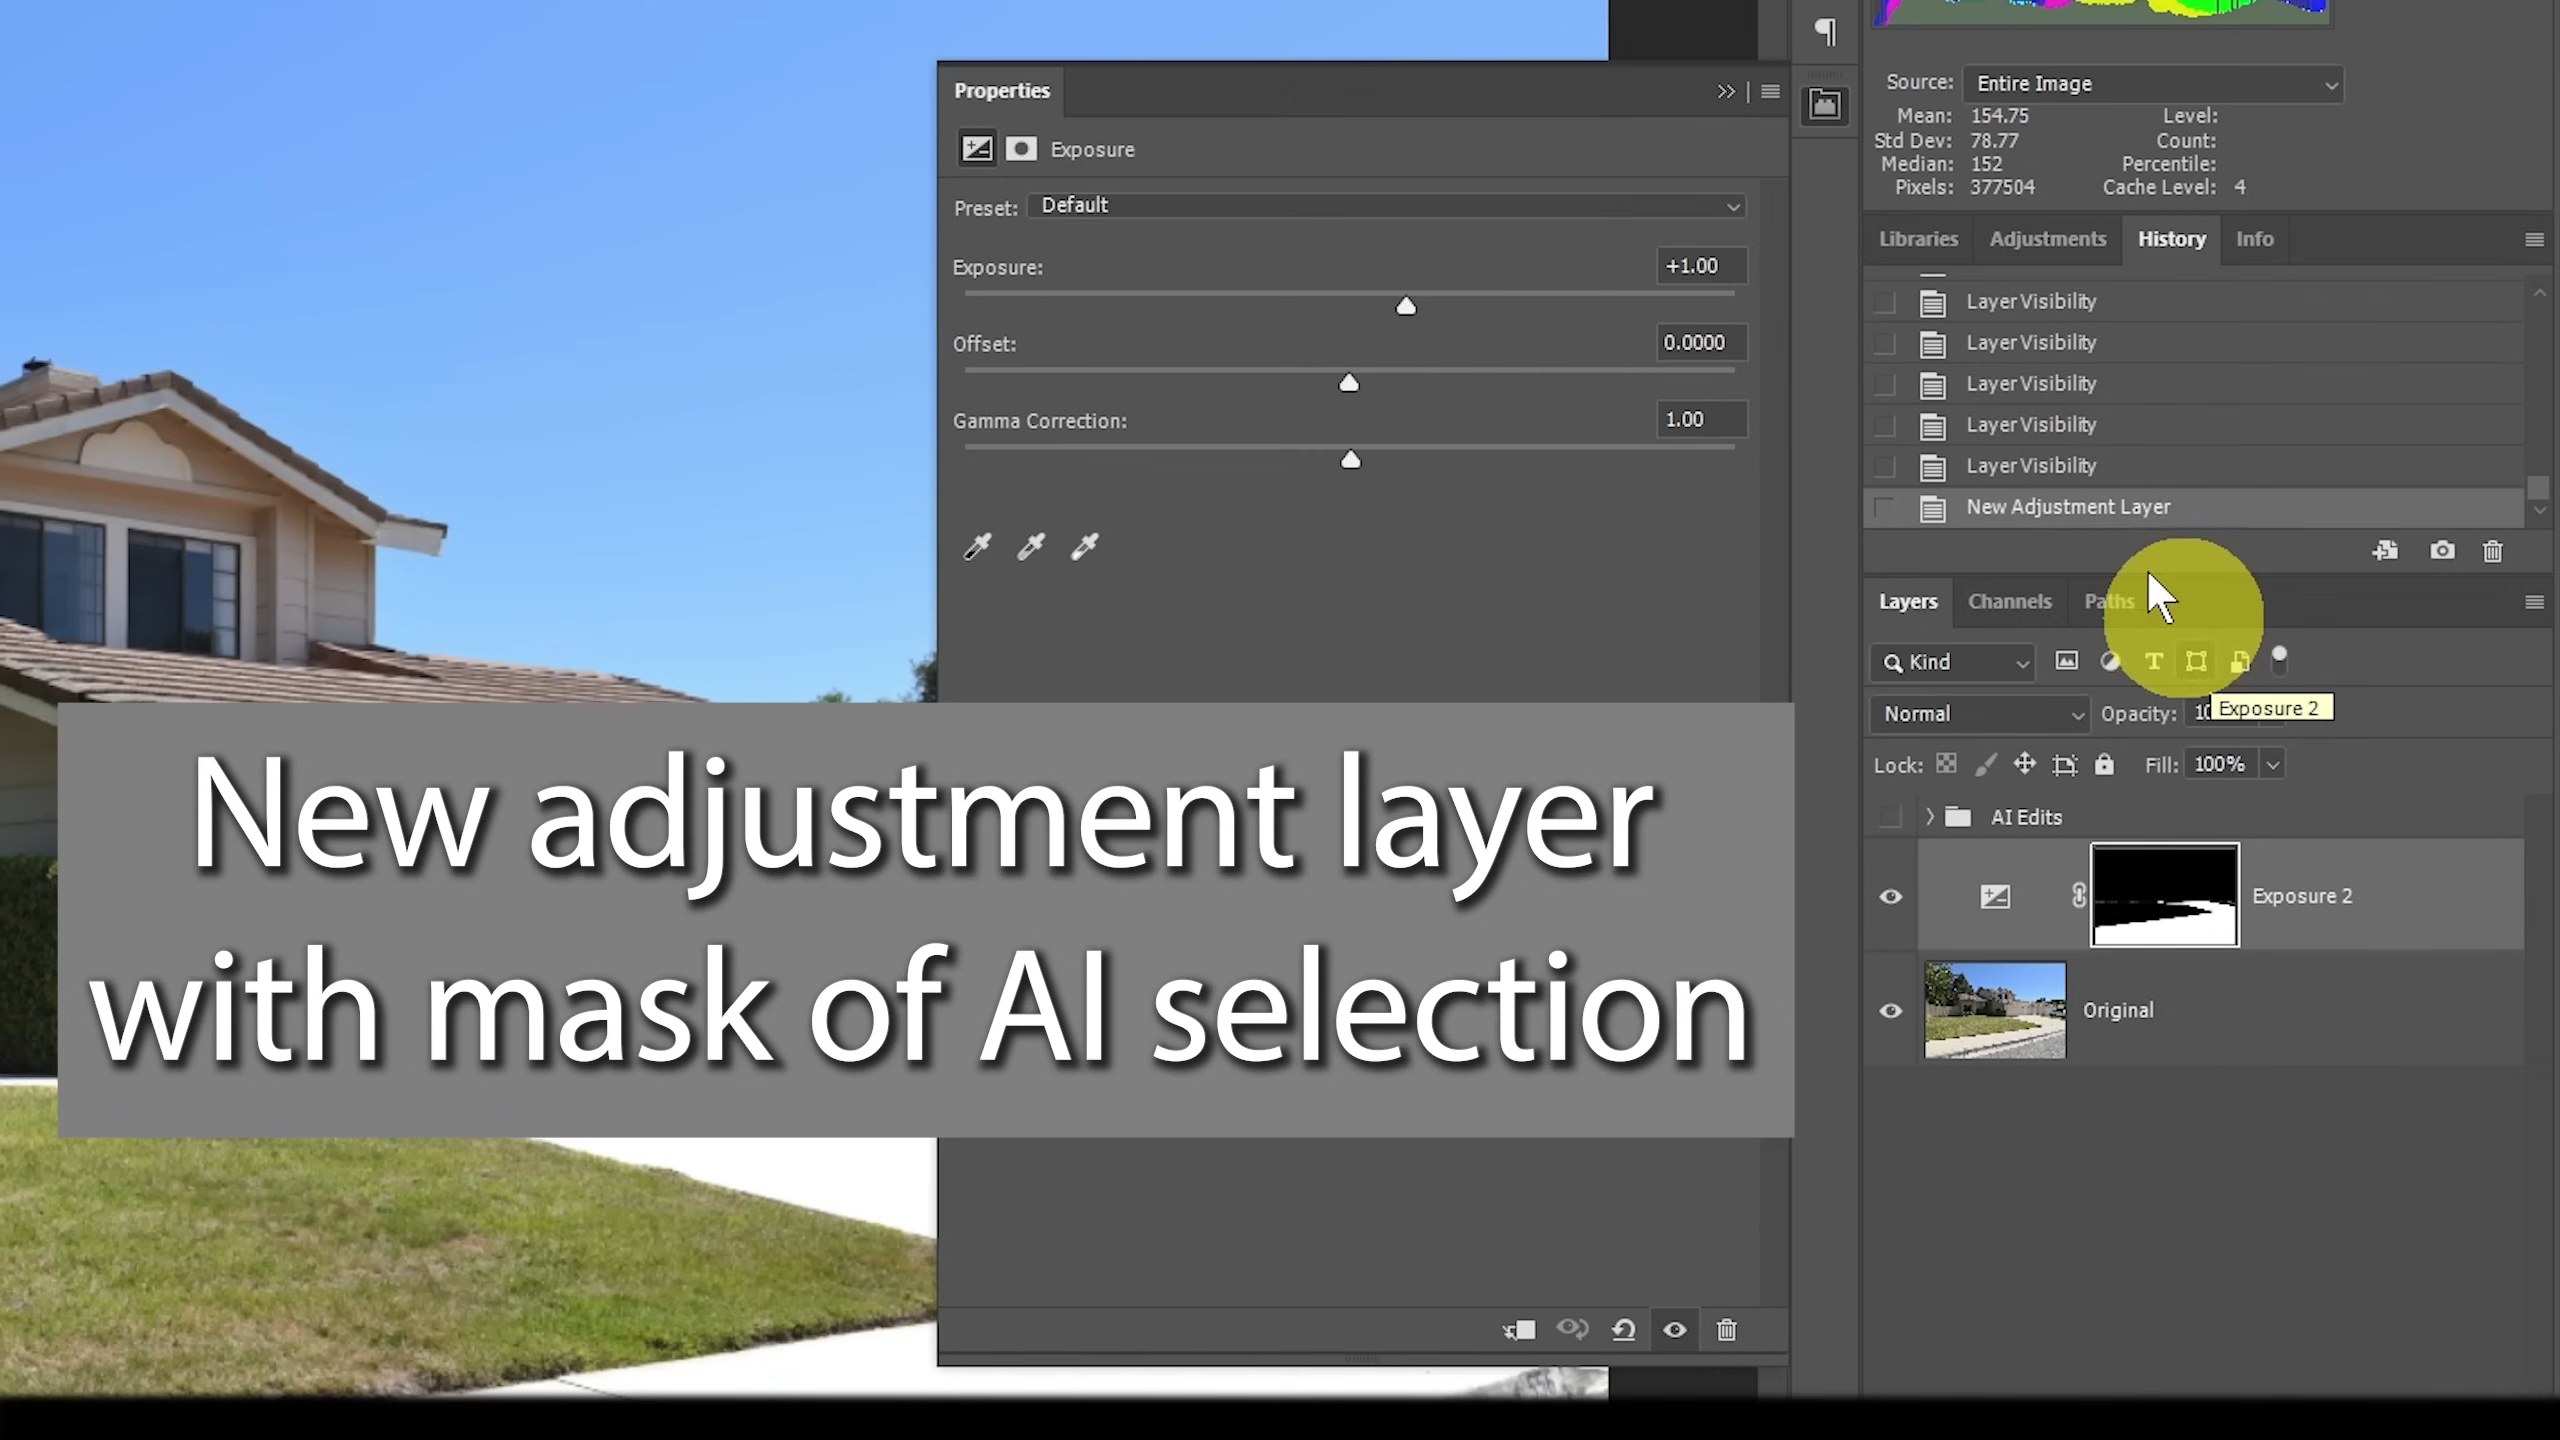 Properties
Exposure
Preset: Default
Exposure: +1.00
Offset: 0.0000
Gamma Correction: 1.00
New adjustment layer
with mask of AI selection
Source: Entire Image
Mean: 154.75 Level:
Std Dev: 78.77 Count:
Median: 152 Percentile:
Pixels: 377504 Cache Level: 4
Libraries Adjustments History Info
Layer Visibility
Layer Visibility
Layer Visibility
Layer Visibility
Layer Visibility
New Adjustment Layer
Layers Channels Paths
Kind
Normal Opacity:
Exposure 2
Lock: Fill: 100%
AI Edits
Exposure 2
Original